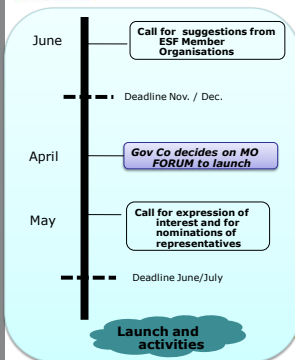 June
Call for suggestions from
ESF Member
Organisations
Deadline Nov. / Dec.
April
Gov Co decides on MO
FORUM to launch
May
Call for expression of
interest and for
nominations of
representatives
Deadline June/July
Launch and
activities